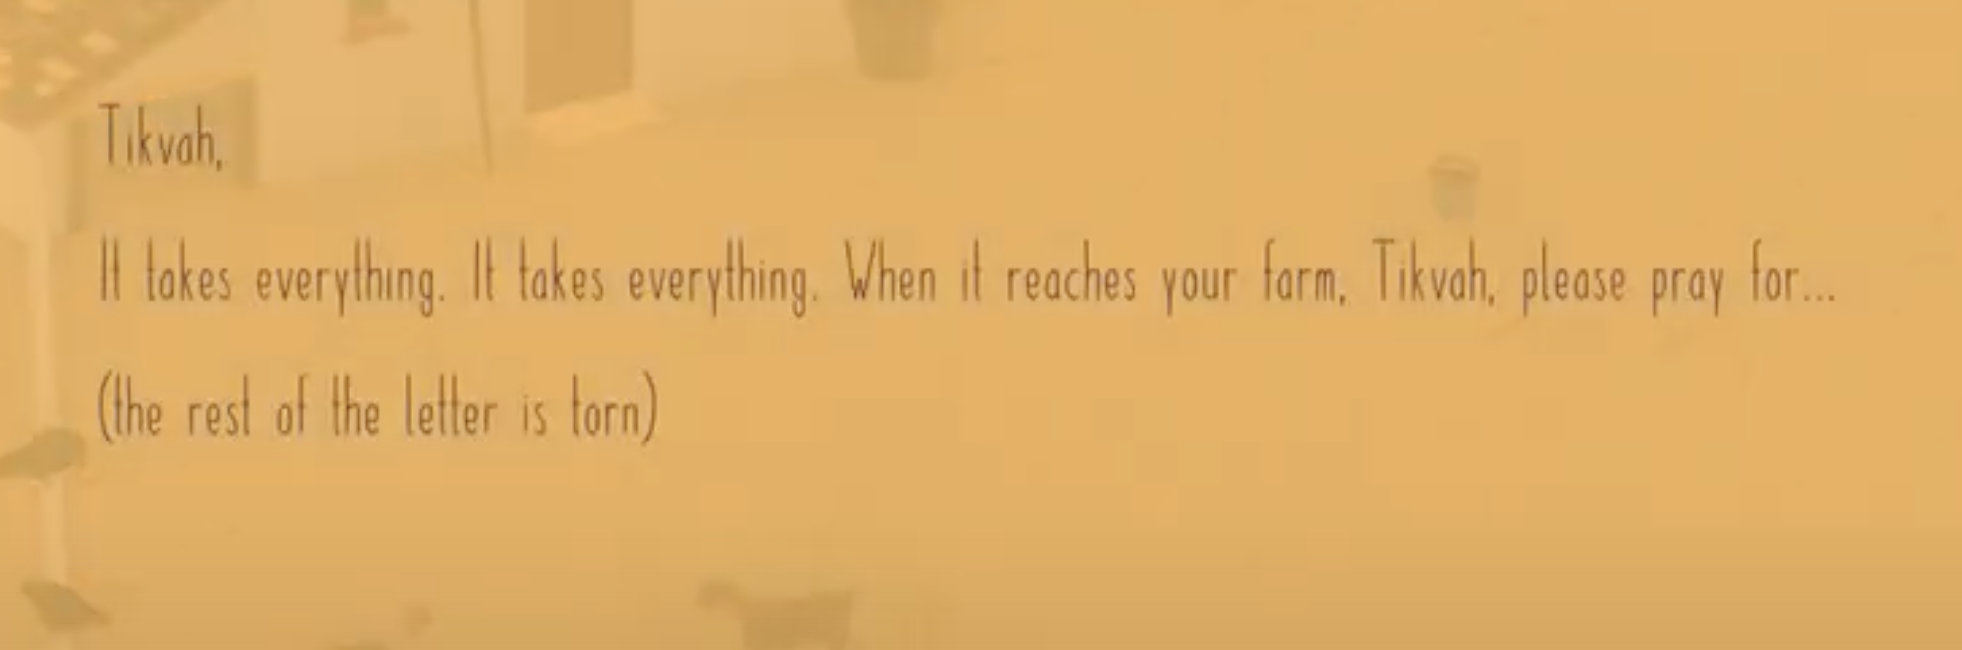 Tikvah,
It takes everything. It takes everything. When it reaches your farm, Tikvah, please pray for...
(the rest of the letter is torn)